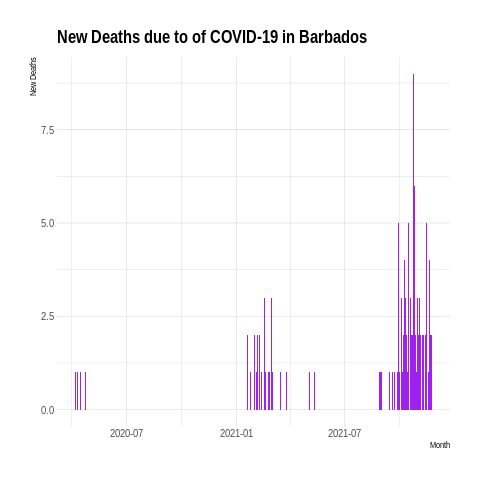 New Deaths due to of COVID-19 in Barbados
New Deaths
7.5
5.0
2.5
0.0
2020-07 2021-01 2021-07
Month